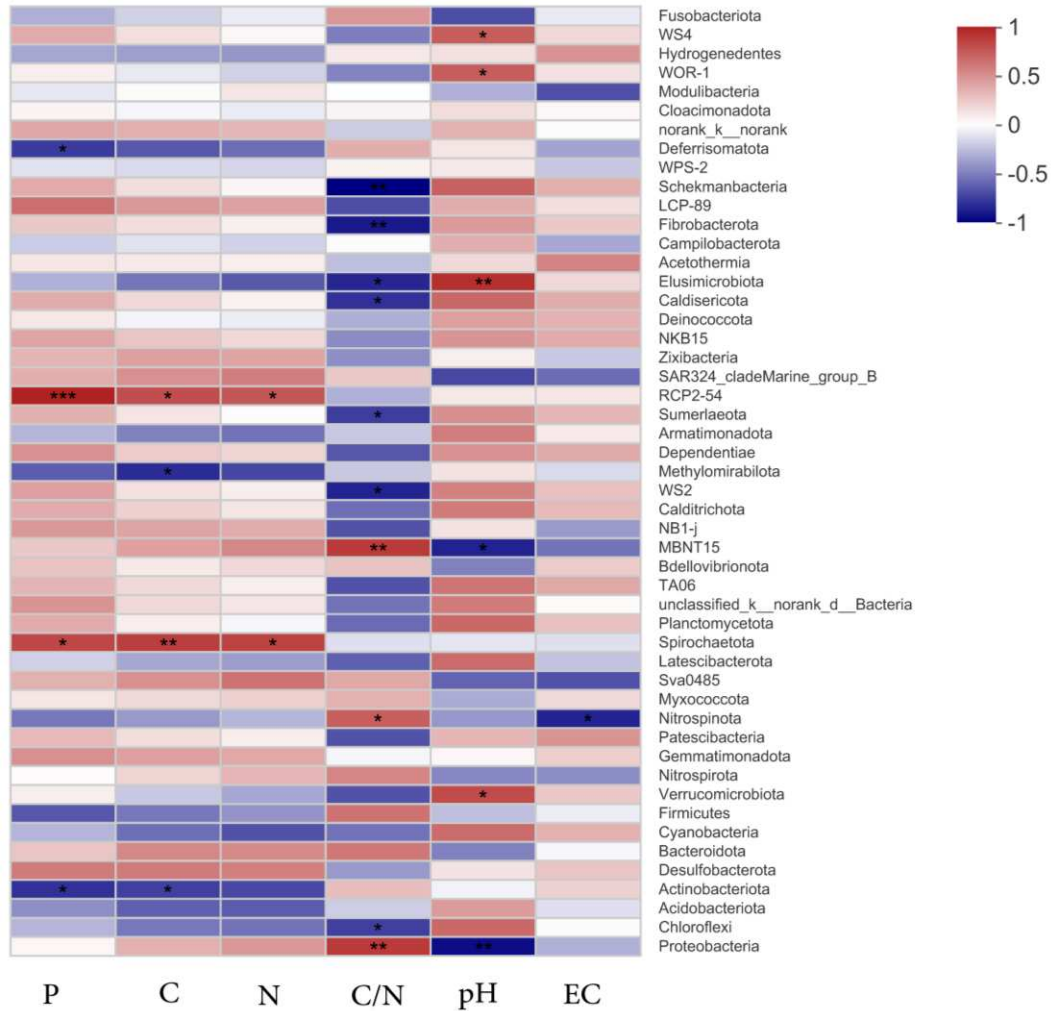 Fusobacteriota
WS4
*
Hydrogenedentes
WOR-1
*
Modulibacteria
Cloacimonadota
norank_k__norank
Deferrisomatota
*
WPS-2
Schekmanbacteria
**
LCP-89
Fibrobacterota
**
Campilobacterota
Acetothermia
Elusimicrobiota
* **
Caldisericota
*
Deinococcota
NKB15
Zixibacteria
SAR324_cladeMarine_group_B
RCP2-54
*** * *
Sumerlaeota
*
Armatimonadota
Dependentiae
Methylomirabilota
*
WS2
*
Calditrichota
NB1-j
MBNT15
** *
Bdellovibrionota
TA06
unclassified_k__norank_d__Bacteria
Planctomycetota
Spirochaetota
* ** *
Latescibacterota
Sva0485
Myxococcota
Nitrospinota
* *
Patescibacteria
Gemmatimonadota
Nitrospirota
Verrucomicrobiota
*
Firmicutes
Cyanobacteria
Bacteroidota
Desulfobacterota
Actinobacteriota
* *
Acidobacteriota
Chloroflexi
*
Proteobacteria
** **
P C N C/N pH EC
1
0.5
0
-0.5
-1